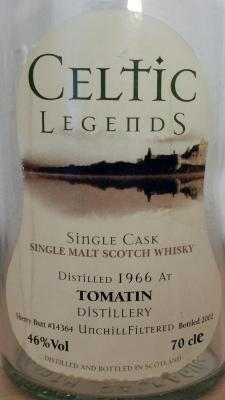 CELTIC
LEGENDS
SINGLE CASK
SINGLE MALT SCOTCH WHISKY
DISTILLED 1966 AT
TOMATIN
DISTILLERY
Sherry Butt #14364 UNCHILLFILTERED Bottled 2002
46%Vol 70 cle
DISTILLED AND BOTTLED IN SCOTLAND